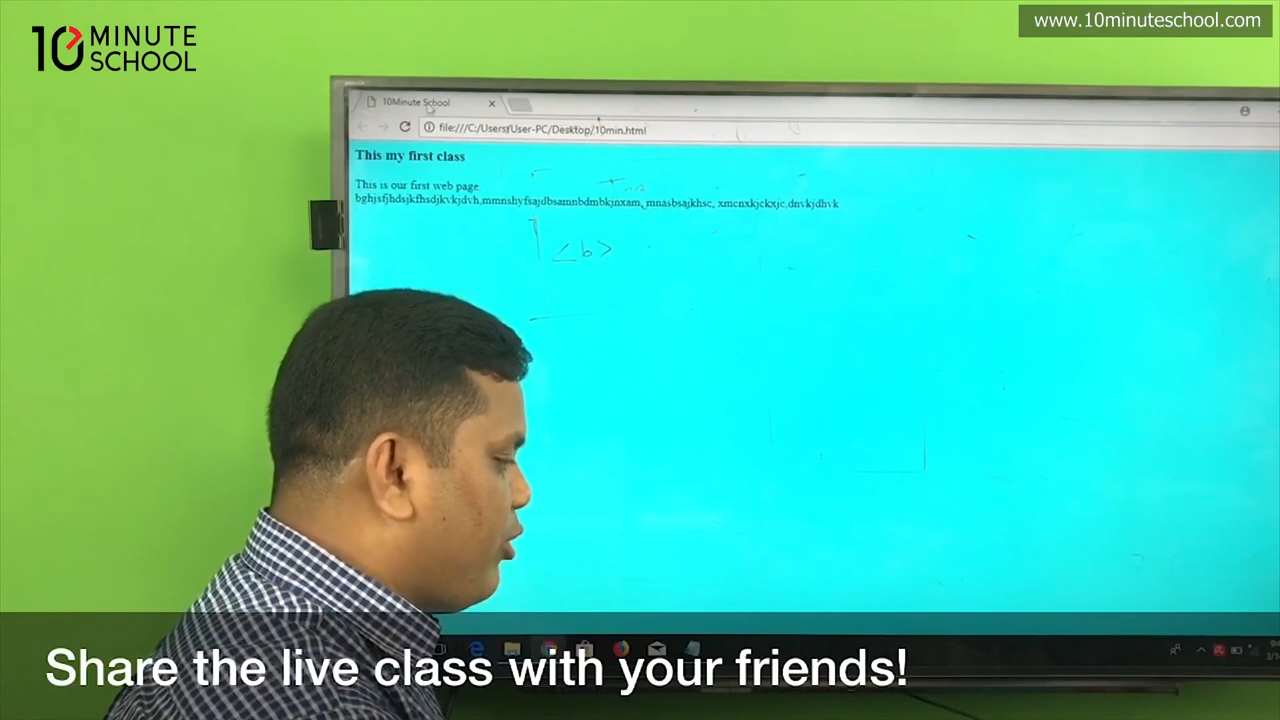 10 MINUTE
SCHOOL
www.10minuteschool.com
10Minute School
file:///C:/Users/User-PC/Desktop/10min.html
This my first class
This is our first web page.
bghjsfjhdsjkfhsdjkvkjdvh,mmnshyfsajdbsamnbdmbkjnxam, mnasbsajkhsc, xmcnxkjckxjc,dnvkjdhvk
<b>
Share the live class with your friends!